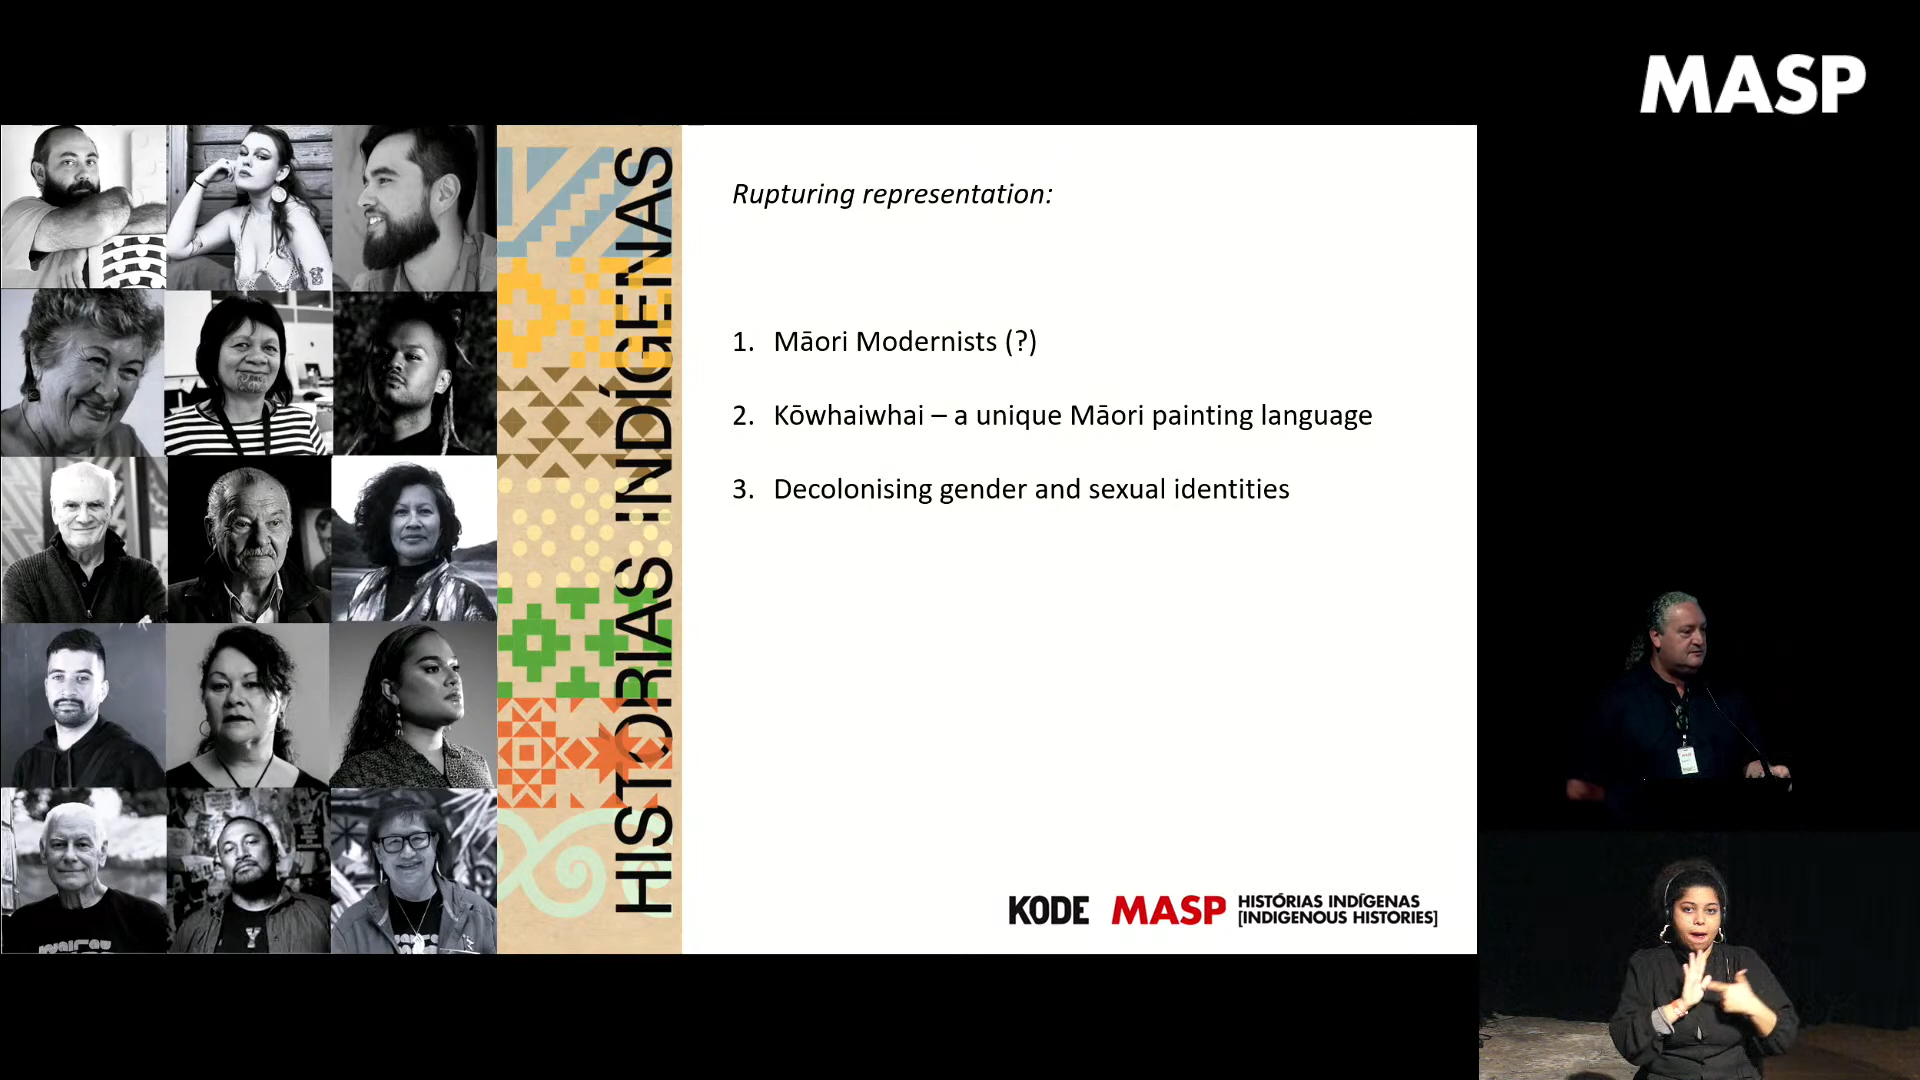 MASP
HISTÓRIAS INDÍGENAS
Rupturing representation:
1. Māori Modernists (?)
2. Kōwhaiwhai – a unique Māori painting language
3. Decolonising gender and sexual identities
KODE MASP HISTÓRIAS INDÍGENAS
[INDIGENOUS HISTORIES]